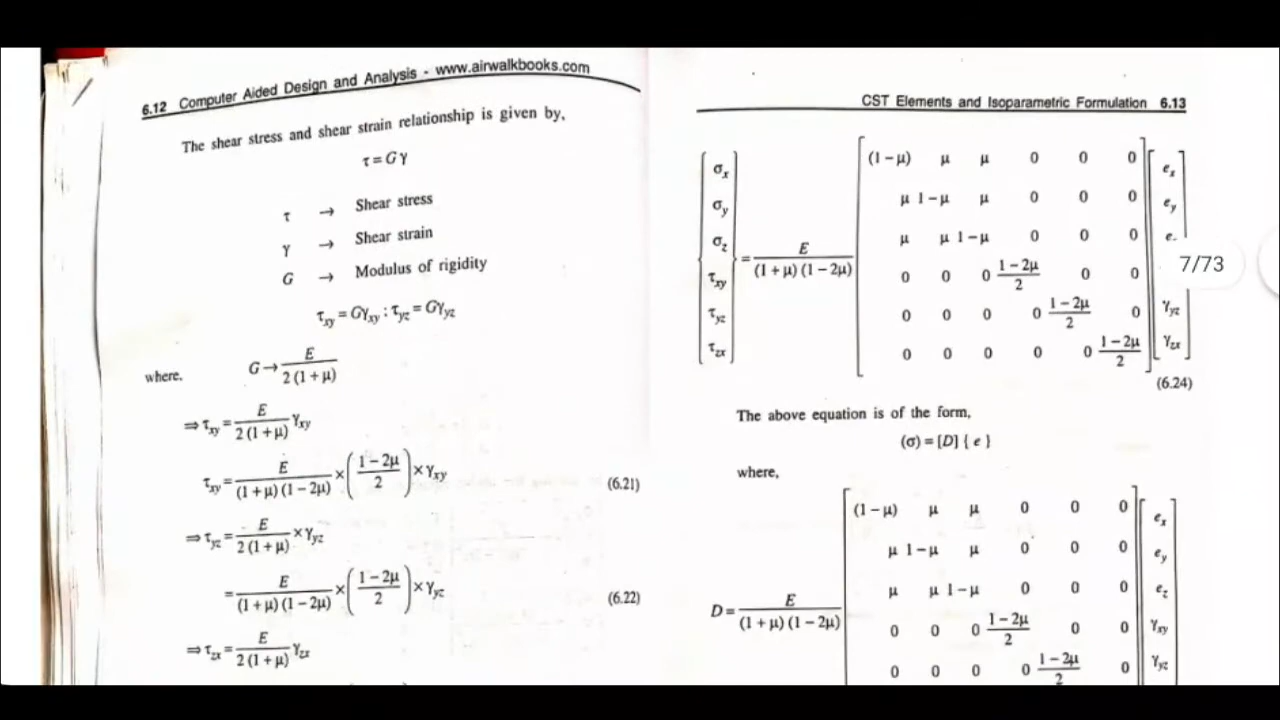 6.12 Computer Aided Design and Analysis - www.airwalkbooks.com
The shear stress and shear strain relationship is given by,
τ = G γ
τ → Shear stress
γ → Shear strain
G → Modulus of rigidity
τxy = Gγxy ; τyz = Gγyz
where, G → E / 2 (1 + μ)
⇒ τxy = E / 2 (1 + μ) γxy
τxy = E / (1 + μ) (1 − 2μ) × ( 1 − 2μ / 2 ) × γxy (6.21)
⇒ τyz = E / 2 (1 + μ) × γyz
= E / (1 + μ) (1 − 2μ) × ( 1 − 2μ / 2 ) × γyz (6.22)
⇒ τzx = E / 2 (1 + μ) γzx
CST Elements and Isoparametric Formulation 6.13
σx (1 − μ) μ μ 0 0 0 ex
σy μ 1 − μ μ 0 0 0 ey
σz μ μ 1 − μ 0 0 0 e
= E / (1 + μ) (1 − 2μ)
τxy 0 0 0 1 − 2μ / 2 0 0
7/73
τyz 0 0 0 0 1 − 2μ / 2 0 γyz
τzx 0 0 0 0 0 1 − 2μ / 2 γzx
(6.24)
The above equation is of the form,
(σ) = [D] { e }
where,
(1 − μ) μ μ 0 0 0 ex
μ 1 − μ μ 0 0 0 ey
μ μ 1 − μ 0 0 0 ez
D = E / (1 + μ) (1 − 2μ)
0 0 0 1 − 2μ / 2 0 0 γxy
0 0 0 0 1 − 2μ / 2 0 γyz